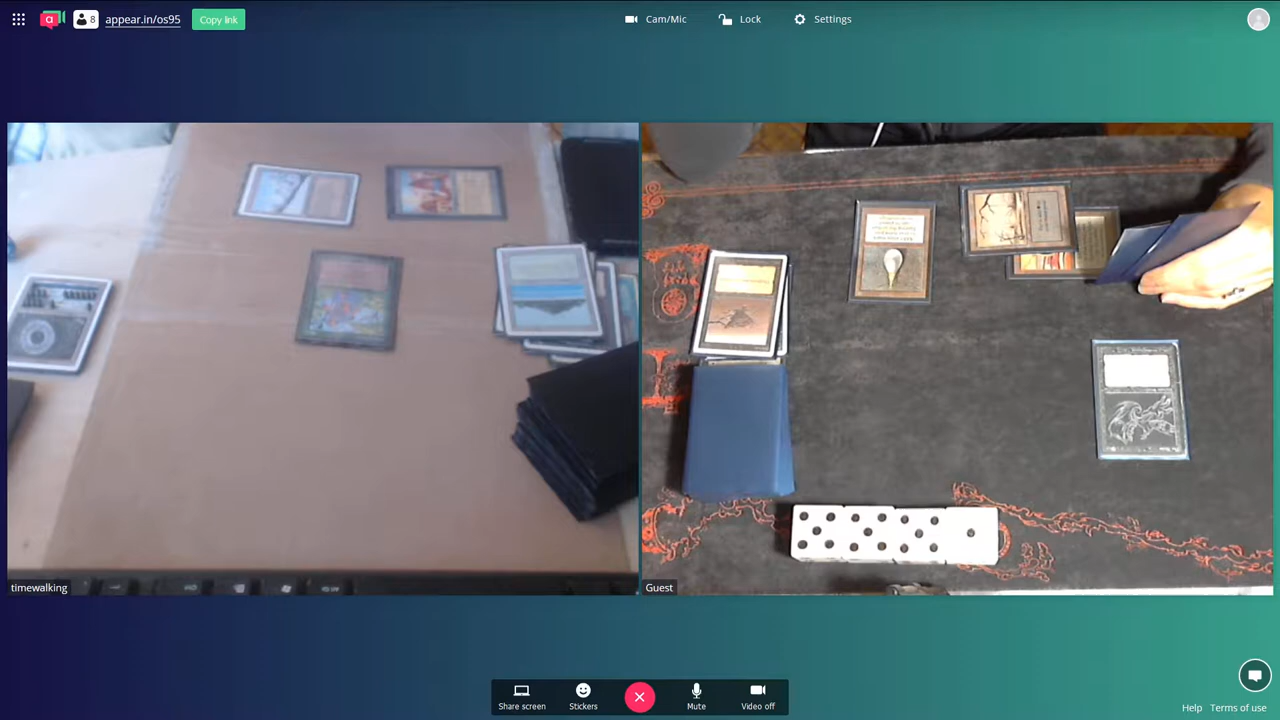 8
appear.in/os95
Copy link
Cam/Mic
Lock
Settings
timewalking
Guest
Share screen
Stickers
Mute
Video off
Help
Terms of use